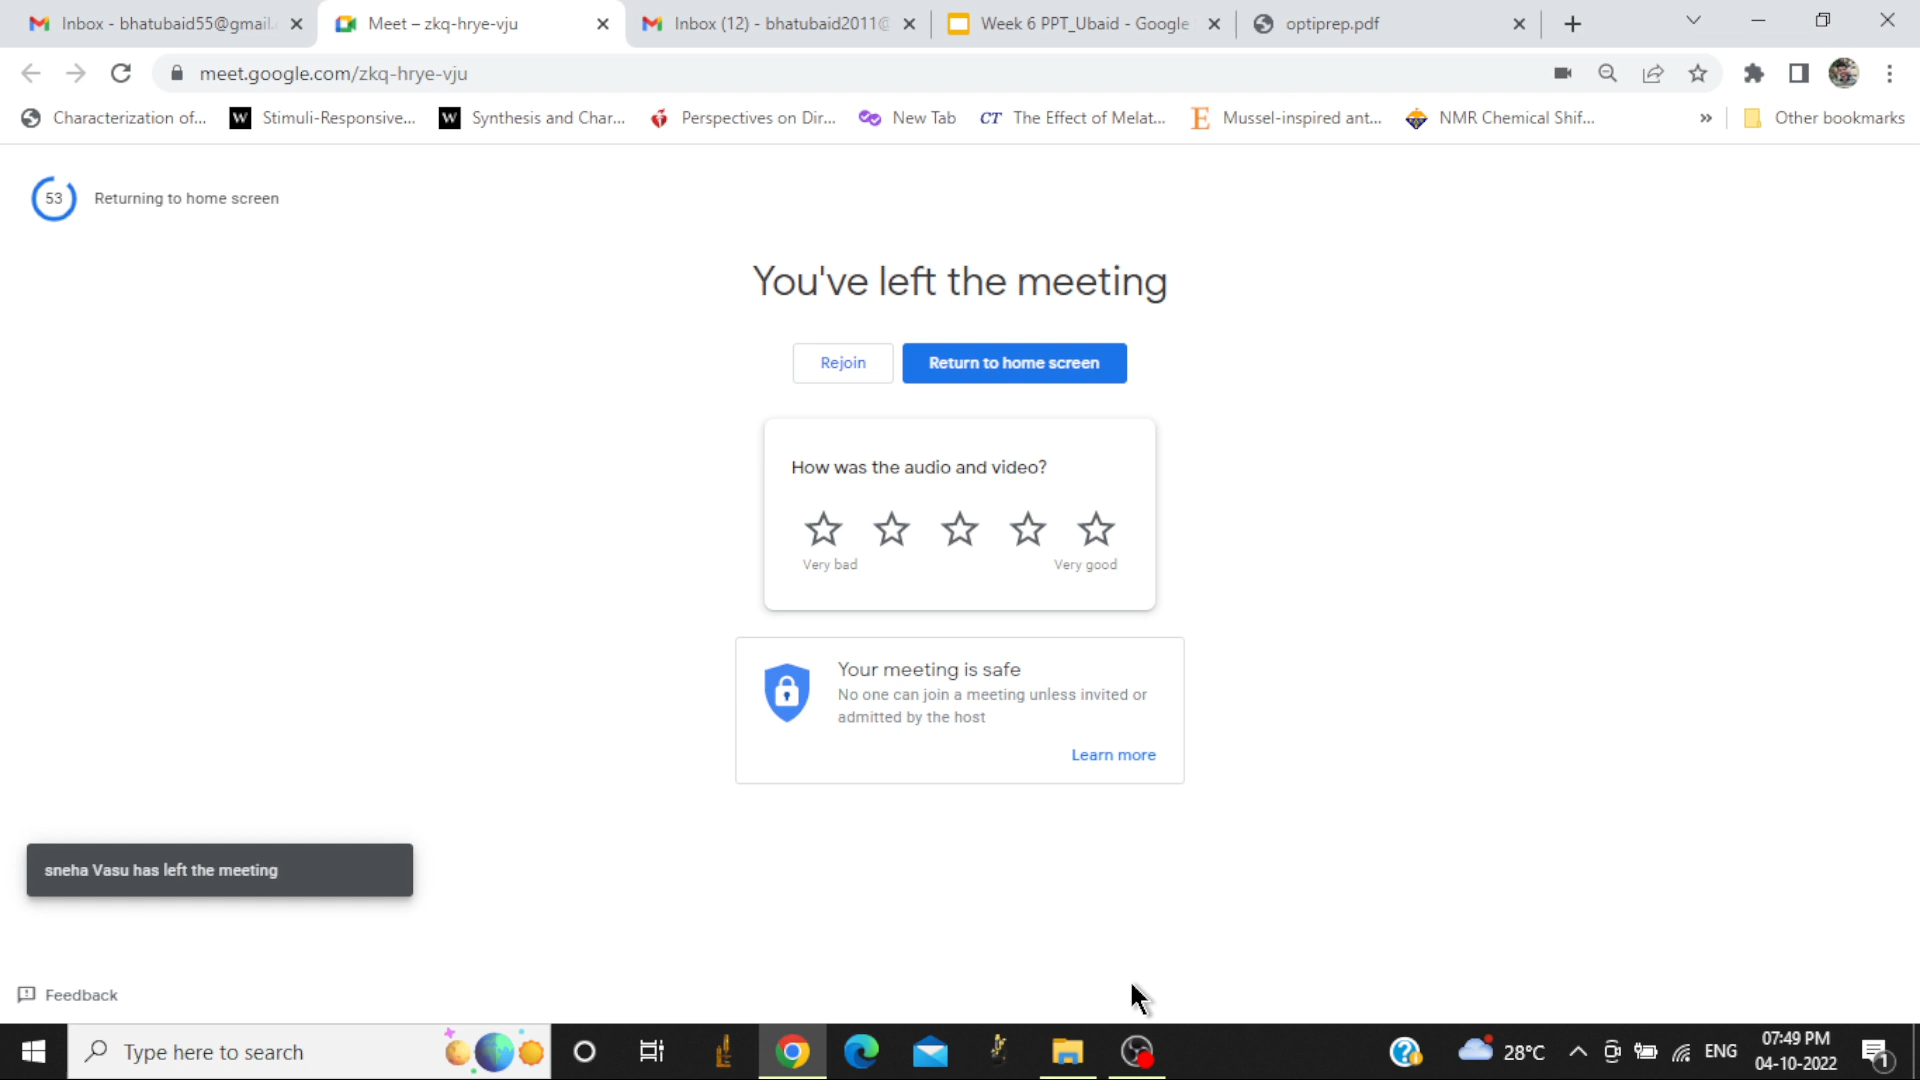 Inbox - bhatubaid55@gmail.
Meet – zkq-hrye-vju
Inbox (12) - bhatubaid2011@
Week 6 PPT_Ubaid - Google
optiprep.pdf
meet.google.com/zkq-hrye-vju
Characterization of...
W
Stimuli-Responsive...
W
Synthesis and Char...
Perspectives on Dir...
New Tab
CT
The Effect of Melat...
E
Mussel-inspired ant...
NMR Chemical Shif...
»
Other bookmarks
53
Returning to home screen
You've left the meeting
Rejoin
Return to home screen
How was the audio and video?
Very bad
Very good
Your meeting is safe
No one can join a meeting unless invited or
admitted by the host
Learn more
sneha Vasu has left the meeting
Feedback
Type here to search
28°C
ENG
07:49 PM
04-10-2022
1